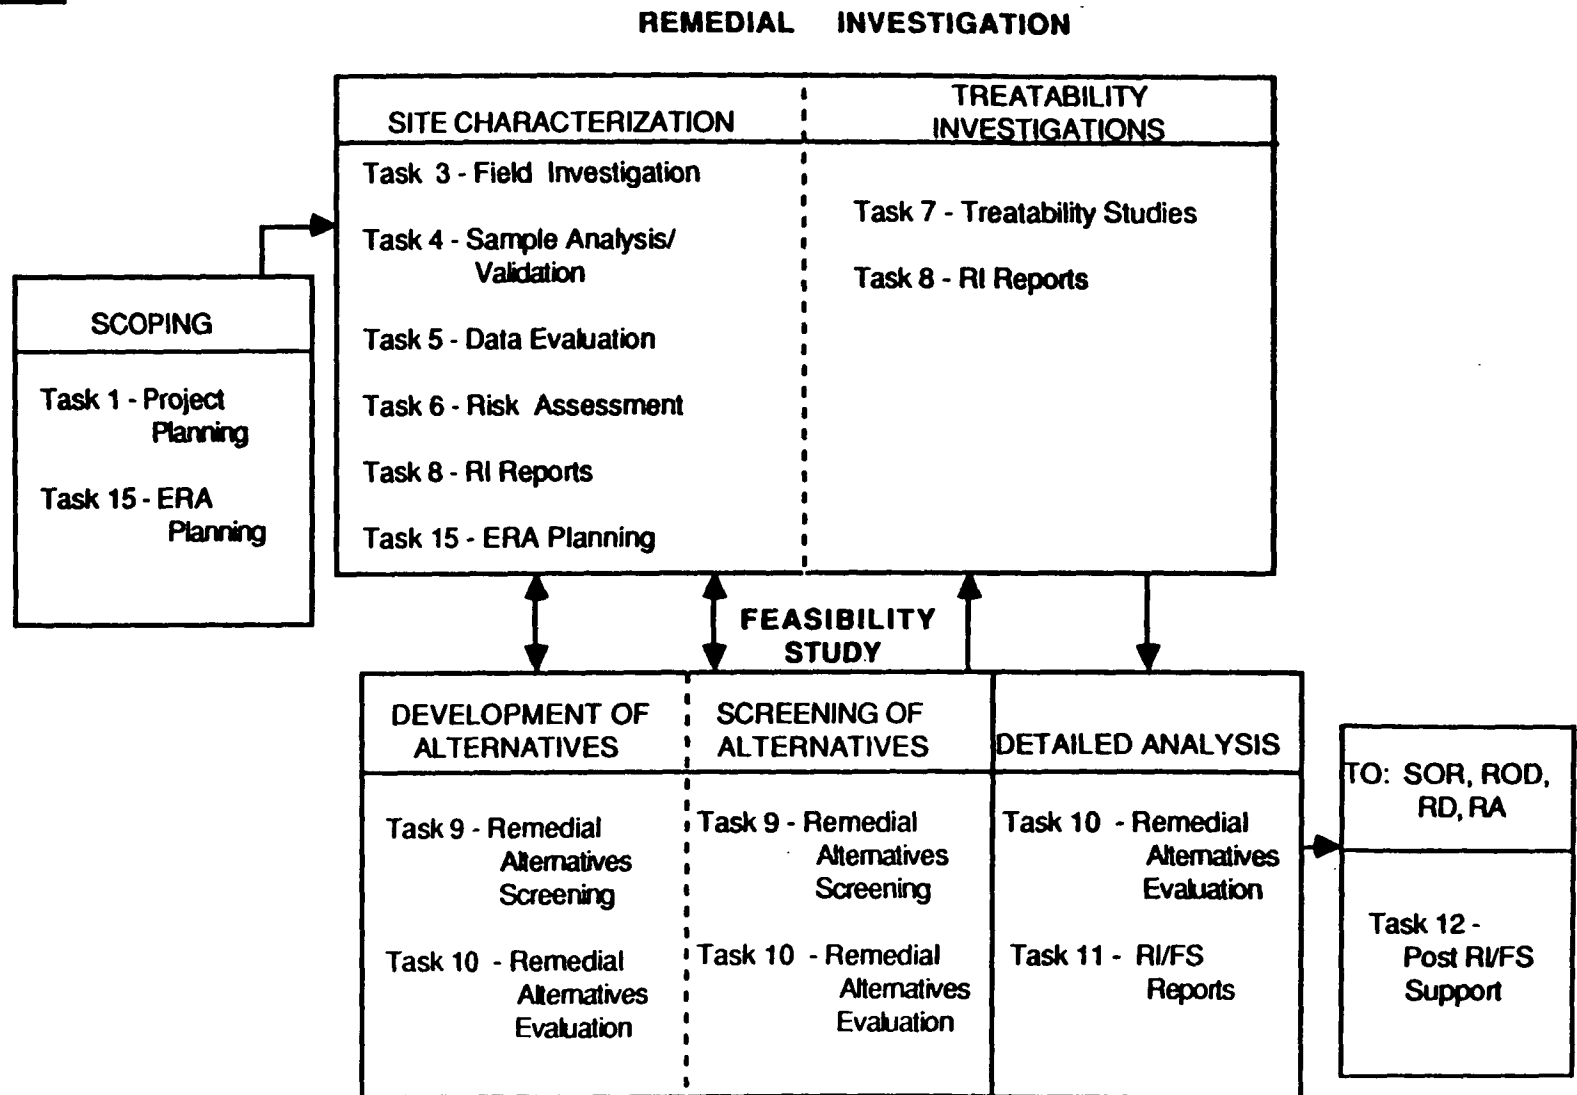 REMEDIAL INVESTIGATION
SCOPING
Task 1 - Project
Planning
Task 15 - ERA
Planning
SITE CHARACTERIZATION
Task 3 - Field Investigation
Task 4 - Sample Analysis/
Validation
Task 5 - Data Evaluation
Task 6 - Risk Assessment
Task 8 - RI Reports
Task 15 - ERA Planning
TREATABILITY
INVESTIGATIONS
Task 7 - Treatability Studies
Task 8 - RI Reports
FEASIBILITY
STUDY
DEVELOPMENT OF
ALTERNATIVES
Task 9 - Remedial
Alternatives
Screening
Task 10 - Remedial
Alternatives
Evaluation
SCREENING OF
ALTERNATIVES
Task 9 - Remedial
Alternatives
Screening
Task 10 - Remedial
Alternatives
Evaluation
DETAILED ANALYSIS
Task 10 - Remedial
Alternatives
Evaluation
Task 11 - RI/FS
Reports
TO: SOR, ROD,
RD, RA
Task 12 -
Post RI/FS
Support